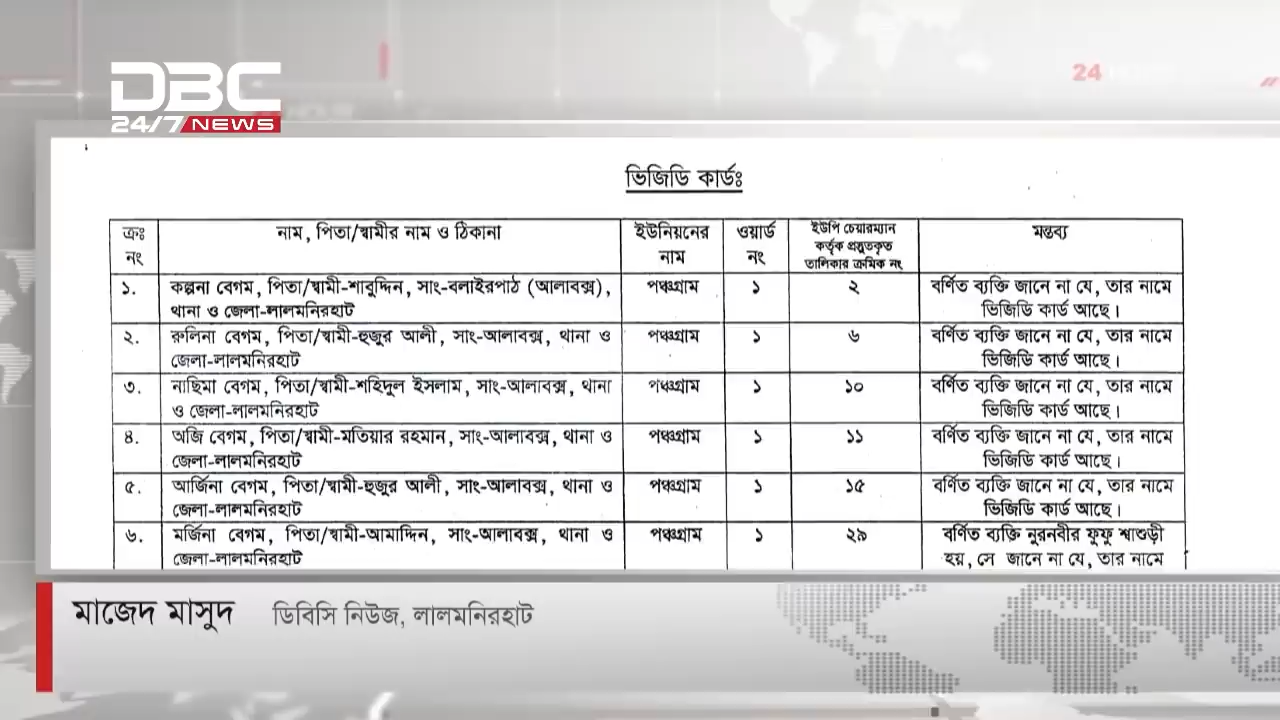 DBC
24/7 NEWS
24
ভিজিডি কার্ডঃ
ক্রঃ নং
নাম, পিতা/স্বামীর নাম ও ঠিকানা
ইউনিয়নের নাম
ওয়ার্ড নং
ইউপি চেয়ারম্যান কর্তৃক প্রস্তুতকৃত তালিকার ক্রমিক নং
মন্তব্য
১. কল্পনা বেগম, পিতা/স্বামী-শাবুদ্দিন, সাং-বলাইরপাঠ (আলাবক্স), পঞ্চগ্রাম ১ ২ বর্ণিত ব্যক্তি জানে না যে, তার নামে
থানা ও জেলা-লালমনিরহাট ভিজিডি কার্ড আছে।
২. রুলিনা বেগম, পিতা/স্বামী-হুজুর আলী, সাং-আলাবক্স, থানা ও পঞ্চগ্রাম ১ ৬ বর্ণিত ব্যক্তি জানে না যে, তার নামে
জেলা-লালমনিরহাট ভিজিডি কার্ড আছে।
৩. নাছিমা বেগম, পিতা/স্বামী-শহিদুল ইসলাম, সাং-আলাবক্স, থানা পঞ্চগ্রাম ১ ১০ বর্ণিত ব্যক্তি জানে না যে, তার নামে
ও জেলা-লালমনিরহাট ভিজিডি কার্ড আছে।
৪. অজি বেগম, পিতা/স্বামী-মতিয়ার রহমান, সাং-আলাবক্স, থানা ও পঞ্চগ্রাম ১ ১১ বর্ণিত ব্যক্তি জানে না যে, তার নামে
জেলা-লালমনিরহাট ভিজিডি কার্ড আছে।
৫. আর্জিনা বেগম, পিতা/স্বামী-হুজুর আলী, সাং-আলাবক্স, থানা ও পঞ্চগ্রাম ১ ১৫ বর্ণিত ব্যক্তি জানে না যে, তার নামে
জেলা-লালমনিরহাট ভিজিডি কার্ড আছে।
৬. মর্জিনা বেগম, পিতা/স্বামী-আমাদ্দিন, সাং-আলাবক্স, থানা ও পঞ্চগ্রাম ১ ২৯ বর্ণিত ব্যক্তি নুরনবীর ফুফু শ্বাশুড়ী
জেলা-লালমনিরহাট হয়, সে জানে না যে, তার নামে
মাজেদ মাসুদ ডিবিসি নিউজ, লালমনিরহাট